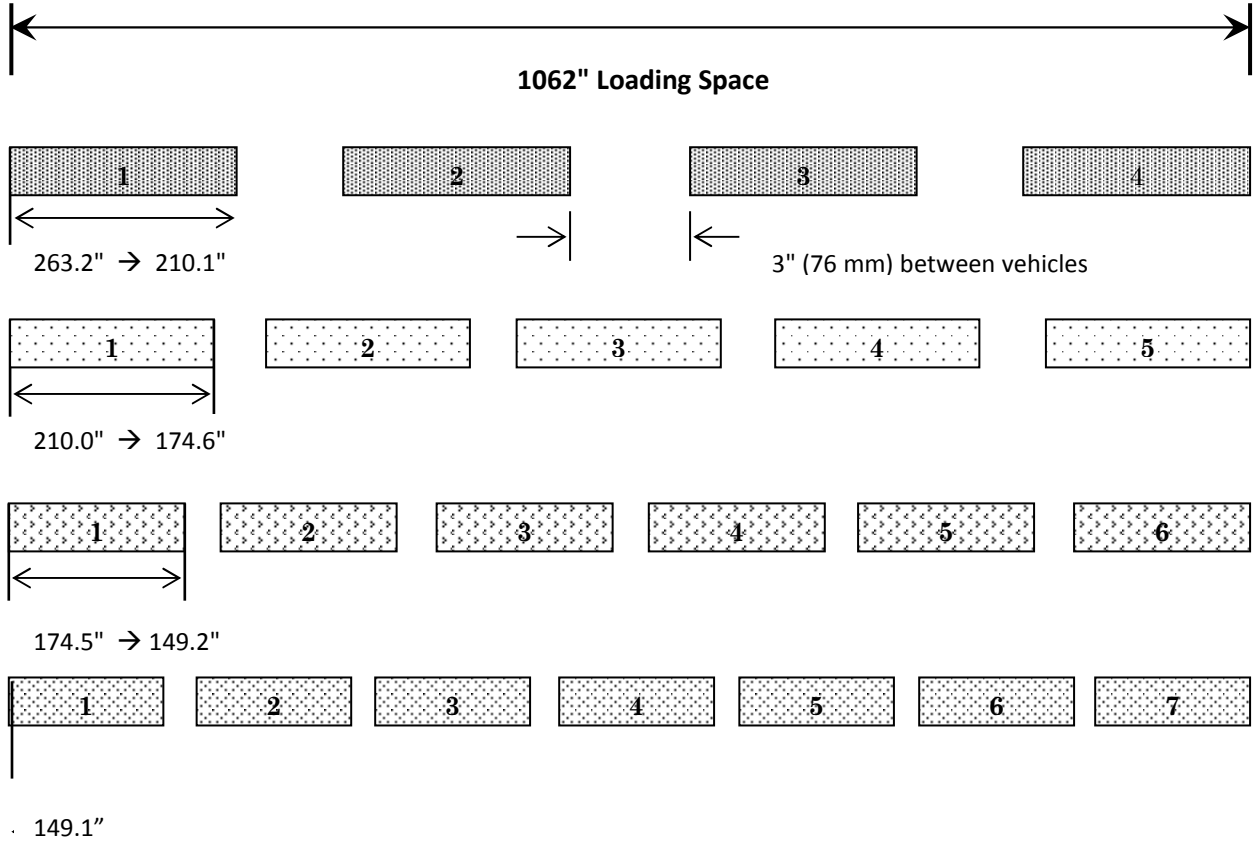 1062" Loading Space
1 2 3 4
263.2" → 210.1"
3" (76 mm) between vehicles
1 2 3 4 5
210.0" → 174.6"
1 2 3 4 5 6
174.5" → 149.2"
1 2 3 4 5 6 7
149.1”